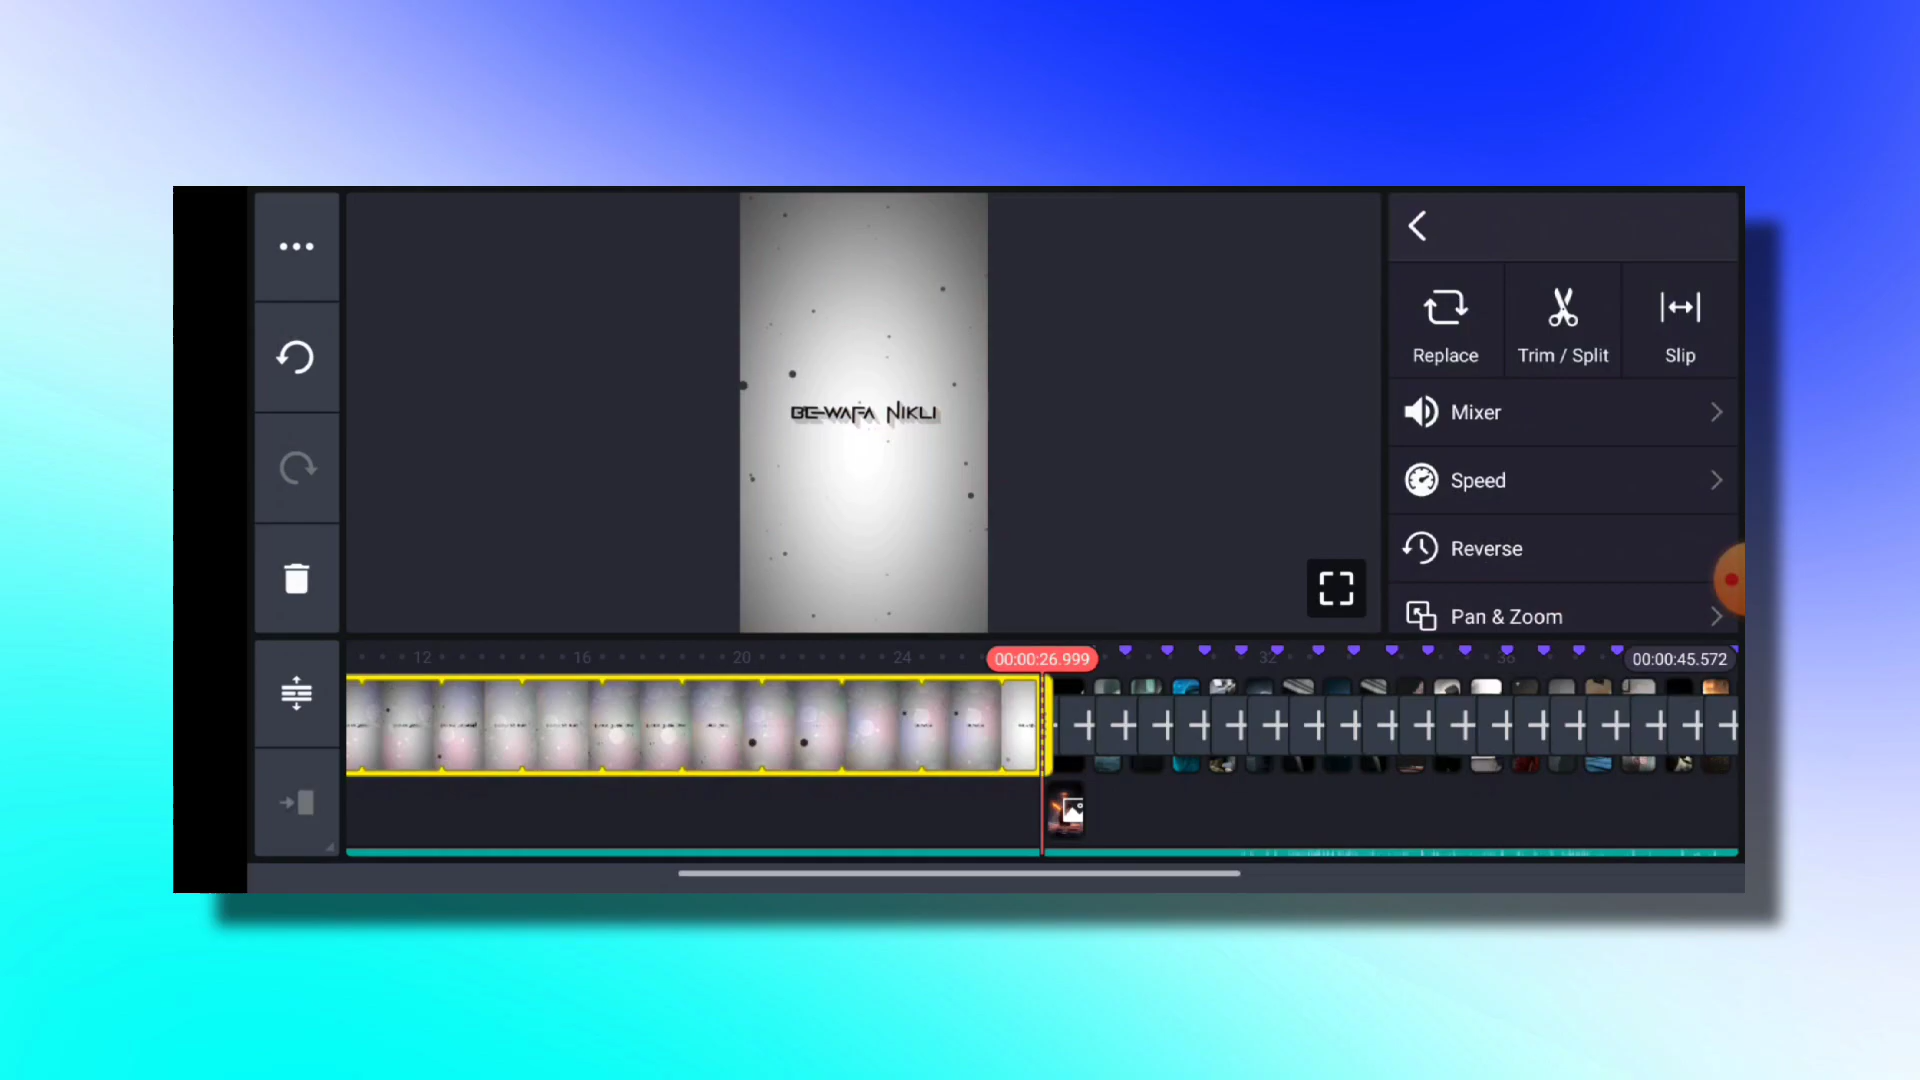 BE-WAFA NIKLI
Replace
Trim / Split
Slip
Mixer
Speed
Reverse
Pan & Zoom
12
16
20
24
00:00:26.999
32
36
00:00:45.572